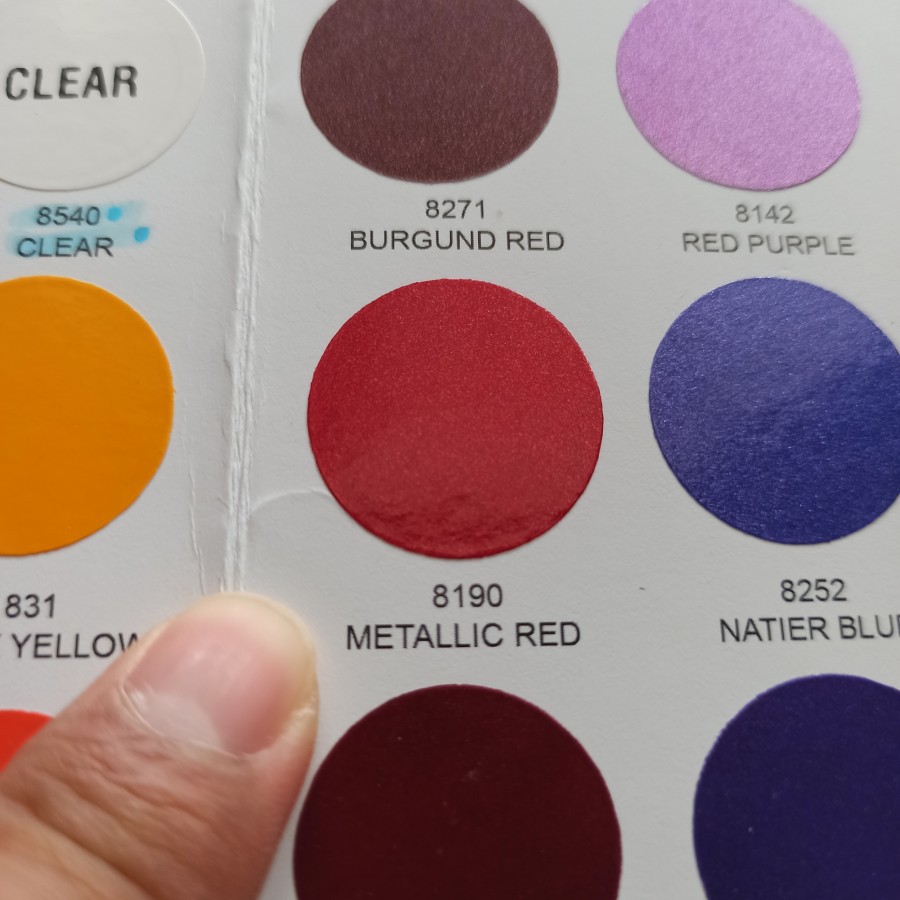 CLEAR
8540
CLEAR
8271
BURGUND RED
8142
RED PURPLE
831
YELLOW
8190
METALLIC RED
8252
NATIER BLU